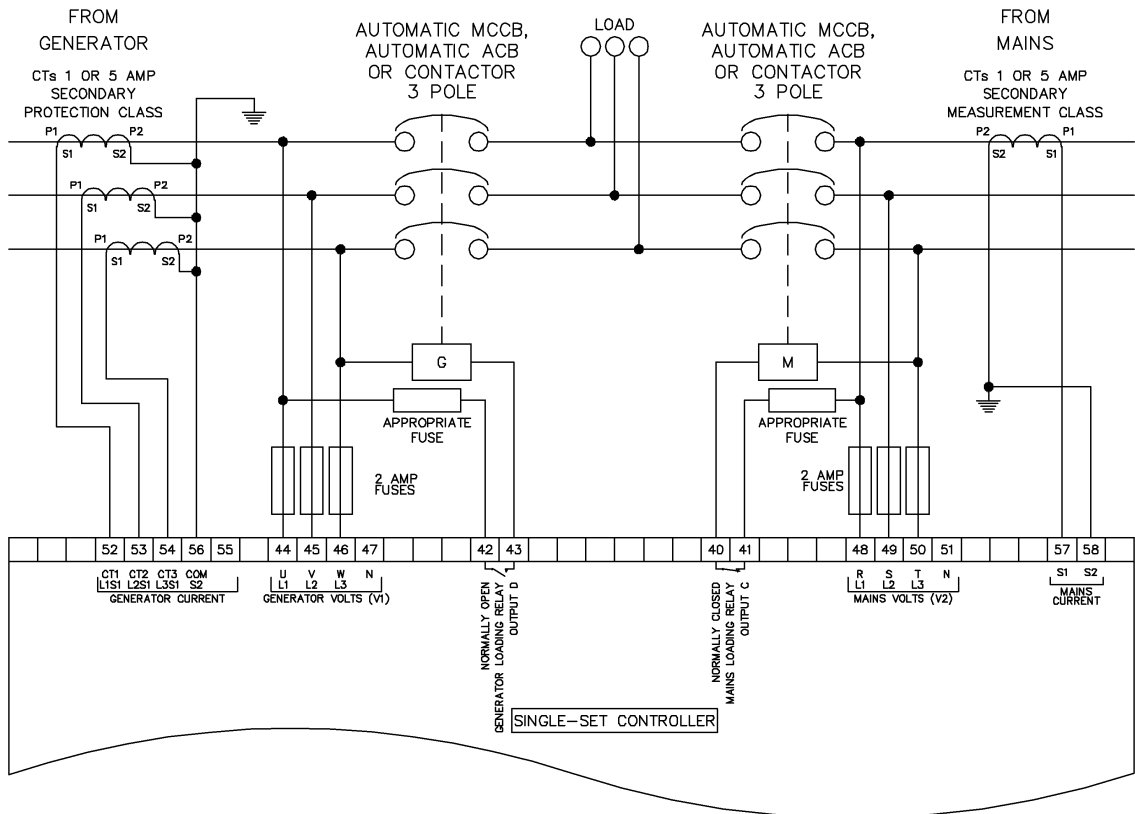 FROM
GENERATOR
CTs 1 OR 5 AMP
SECONDARY
PROTECTION CLASS
AUTOMATIC MCCB,
AUTOMATIC ACB
OR CONTACTOR
3 POLE
LOAD
AUTOMATIC MCCB,
AUTOMATIC ACB
OR CONTACTOR
3 POLE
FROM
MAINS
CTs 1 OR 5 AMP
SECONDARY
MEASUREMENT CLASS
P1 P2
S1 S2
P1 P2
S1 S2
P1 P2
S1 S2
P2 P1
S2 S1
G
M
APPROPRIATE
FUSE
APPROPRIATE
FUSE
2 AMP
FUSES
2 AMP
FUSES
52 53 54 56 55 44 45 46 47 42 43 40 41 48 49 50 51 57 58
CT1 CT2 CT3 COM
L1S1 L2S1 L3S1 S2
GENERATOR CURRENT
U V W N
L1 L2 L3
GENERATOR VOLTS (V1)
NORMALLY OPEN
GENERATOR LOADING RELAY
OUTPUT D
NORMALLY CLOSED
MAINS LOADING RELAY
OUTPUT C
R S T N
L1 L2 L3
MAINS VOLTS (V2)
S1 S2
MAINS
CURRENT
SINGLE-SET CONTROLLER